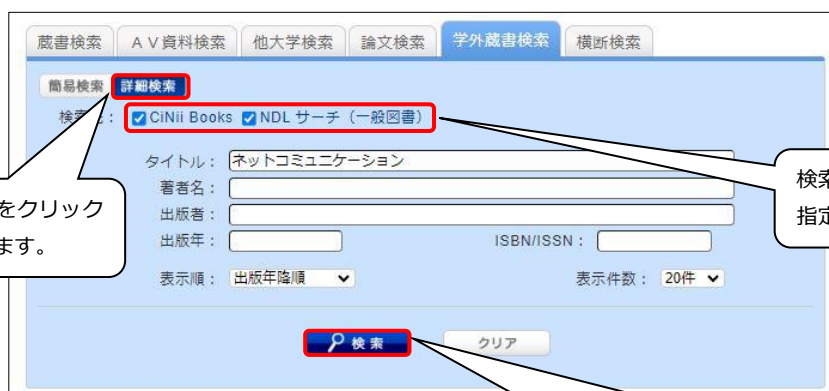 蔵書検索 AV資料検索 他大学検索 論文検索 学外蔵書検索 横断検索
簡易検索 詳細検索
検索先： CiNii Books NDL サーチ（一般図書）
タイトル： ネットコミュニケーション
著者名：
出版者：
出版年： ISBN/ISSN：
表示順： 出版年降順 表示件数： 20件
検索 クリア
をクリック
ます。
検索
指定